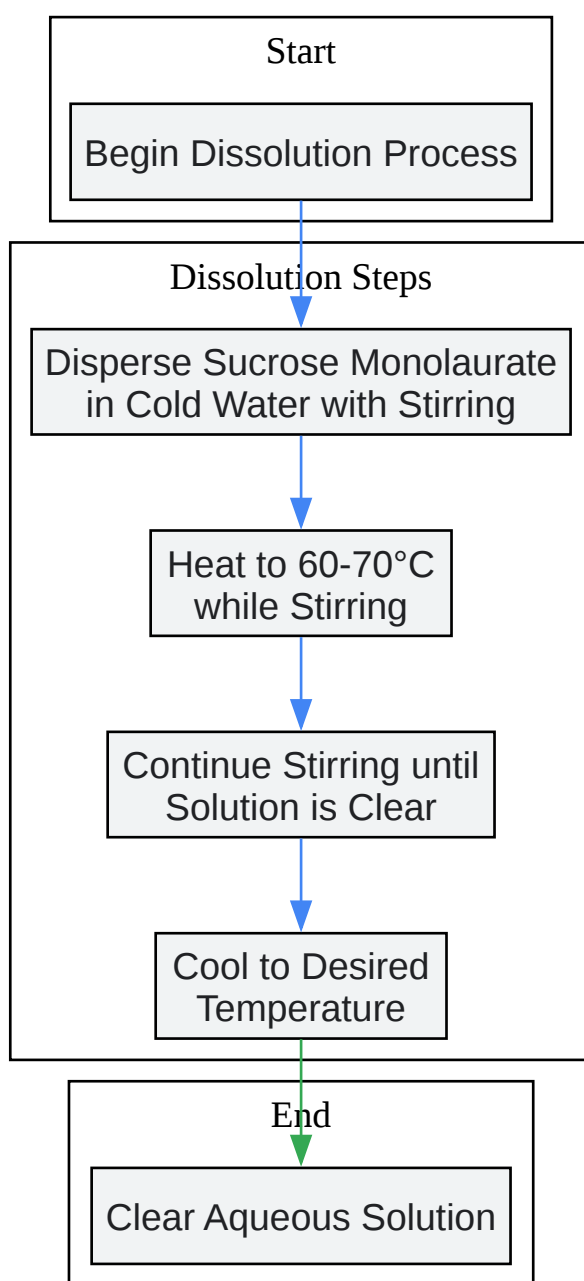 Start
Begin Dissolution Process
Dissolution Steps
Disperse Sucrose Monolaurate
in Cold Water with Stirring
Heat to 60-70°C
while Stirring
Continue Stirring until
Solution is Clear
Cool to Desired
Temperature
End
Clear Aqueous Solution